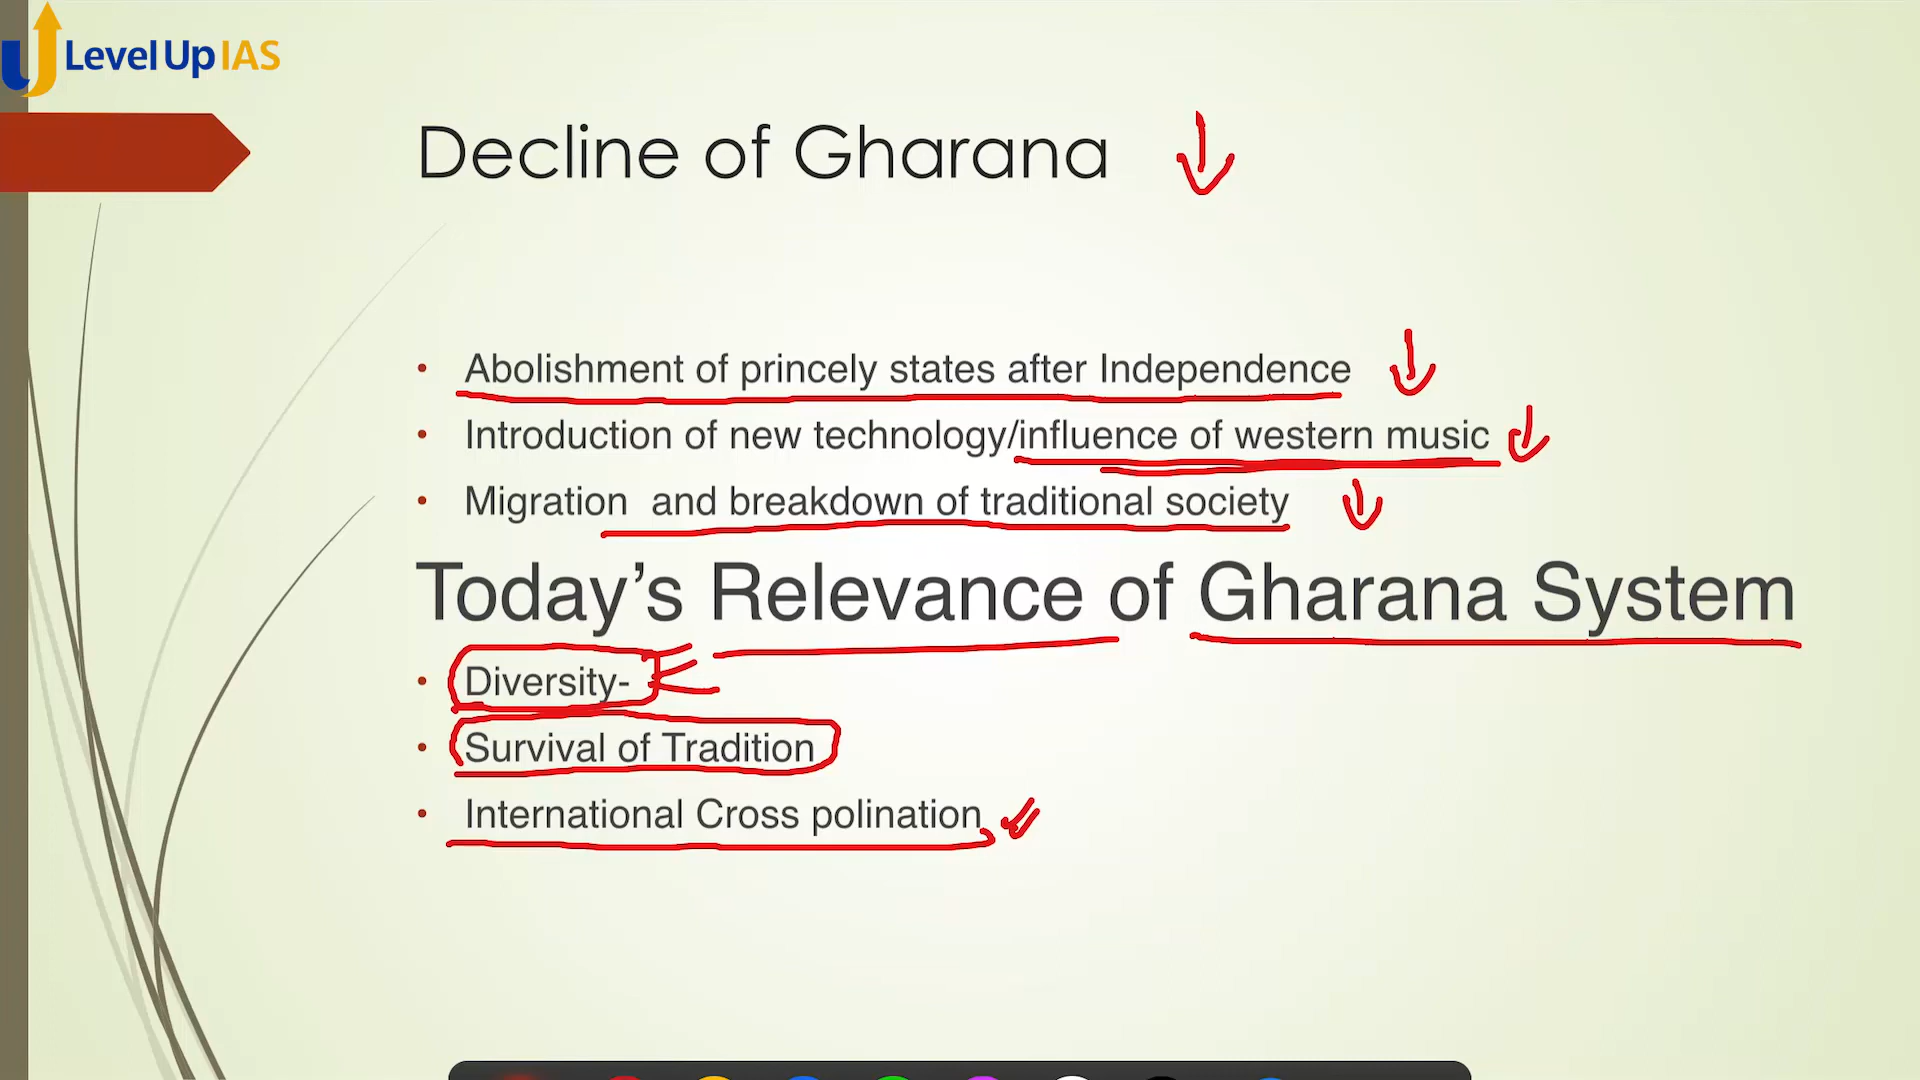 Level Up IAS
Decline of Gharana
• Abolishment of princely states after Independence
• Introduction of new technology/influence of western music
• Migration and breakdown of traditional society
Today’s Relevance of Gharana System
• Diversity-
• Survival of Tradition
• International Cross polination